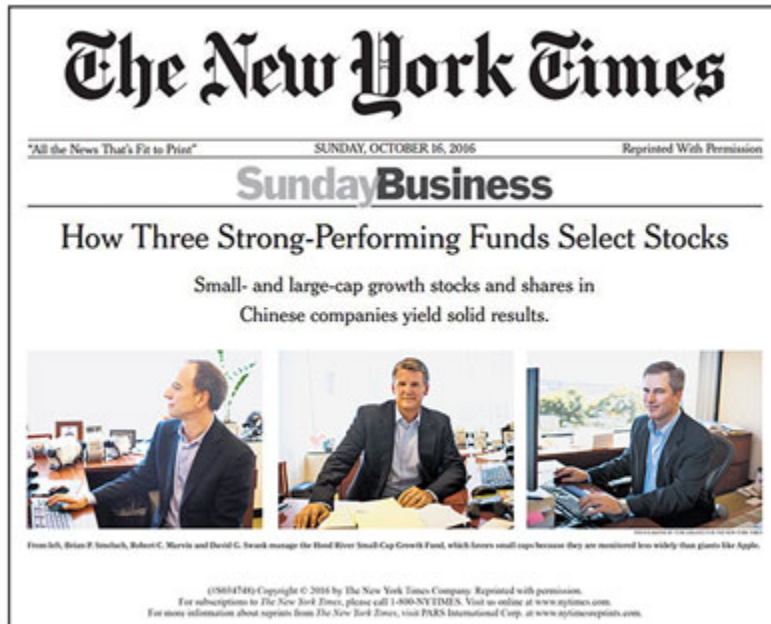 The New York Times
"All the News That's Fit to Print" SUNDAY, OCTOBER 16, 2016 Reprinted With Permission
SundayBusiness
How Three Strong-Performing Funds Select Stocks
Small- and large-cap growth stocks and shares in
Chinese companies yield solid results.
From left, Brian P. Smoluch, Robert C. Marvin and David G. Swank manage the Hood River Small Cap Growth Fund, which favors small caps because they are monitored less widely than giants like Apple.
(#S034748) Copyright © 2016 by The New York Times Company. Reprinted with permission.
For subscriptions to The New York Times, please call 1-800-NYTIMES. Visit us online at www.nytimes.com.
For more information about reprints from The New York Times, visit PARS International Corp. at www.nytimesreprints.com.